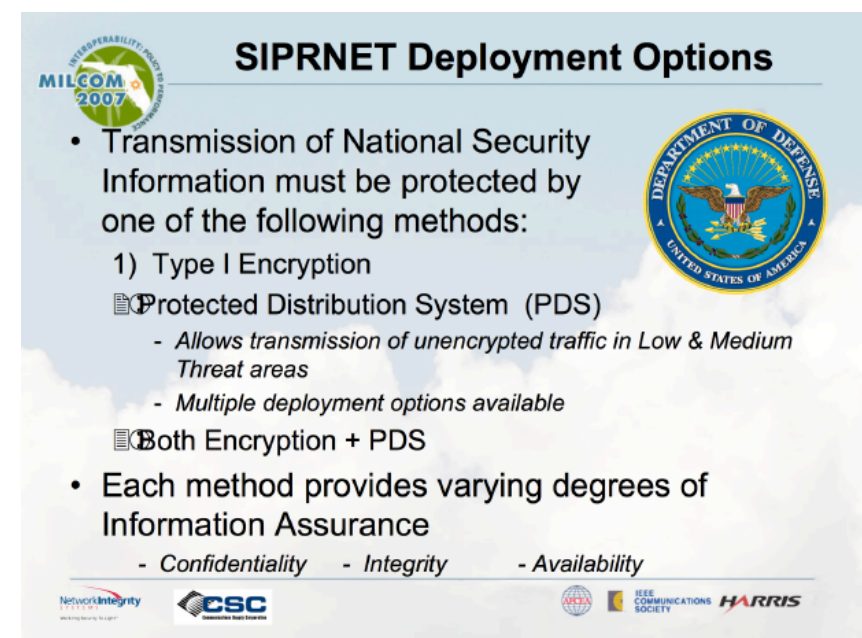 INTEROPERABILITY: POLICY TO PERFORMANCE
MILCOM
2007
SIPRNET Deployment Options
• Transmission of National Security
Information must be protected by
one of the following methods:
DEPARTMENT OF DEFENSE
UNITED STATES OF AMERICA
1) Type I Encryption
Protected Distribution System (PDS)
- Allows transmission of unencrypted traffic in Low & Medium
Threat areas
- Multiple deployment options available
Both Encryption + PDS
• Each method provides varying degrees of
Information Assurance
- Confidentiality - Integrity - Availability
NetworkIntegrity
SYSTEMS
CSC
AFCEA
IEEE
COMMUNICATIONS
SOCIETY
HARRIS